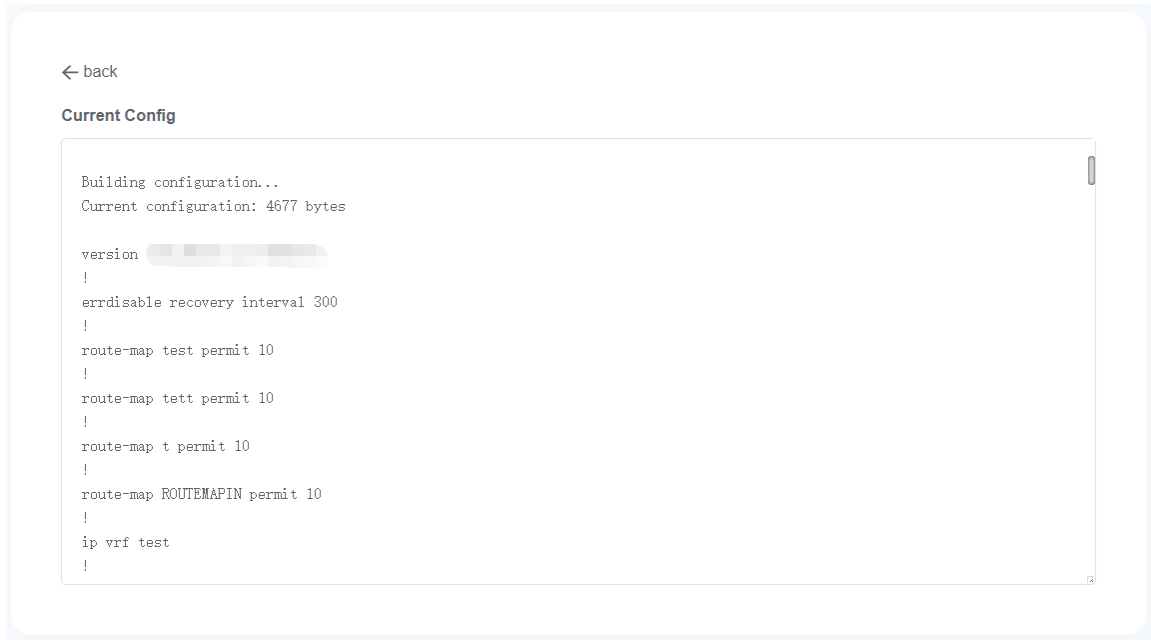 back
Current Config
Building configuration...
Current configuration: 4677 bytes
version
!
errdisable recovery interval 300
!
route-map test permit 10
!
route-map tett permit 10
!
route-map t permit 10
!
route-map ROUTEMAPIN permit 10
!
ip vrf test
!